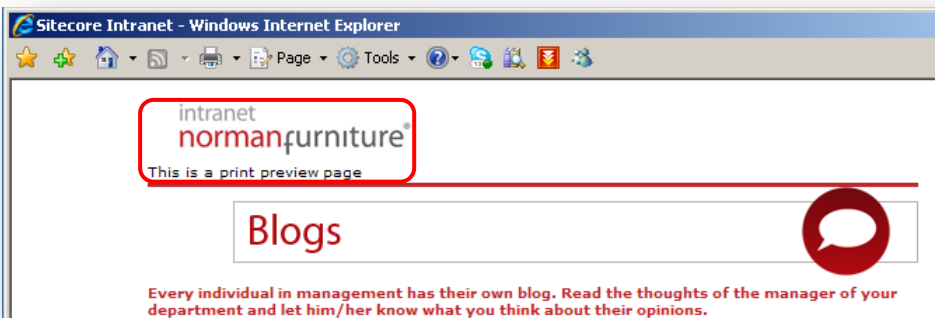 Sitecore Intranet - Windows Internet Explorer
Page Tools
intranet
normanfurniture®
This is a print preview page
Blogs
Every individual in management has their own blog. Read the thoughts of the manager of your
department and let him/her know what you think about their opinions.